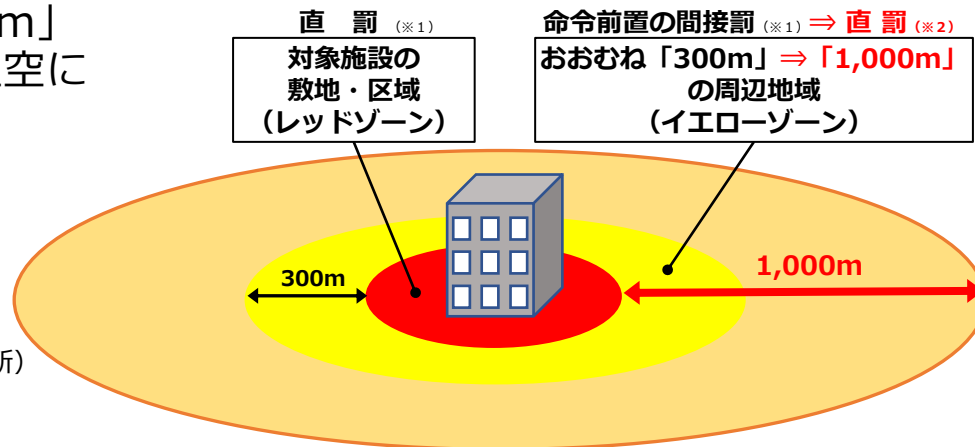 m」
空に
直 罰 (※1)
対象施設の
敷地・区域
(レッドゾーン)
命令前置の間接罰 (※1) ⇒ 直 罰 (※2)
おおむね「300m」⇒「1,000m」
の周辺地域
(イエローゾーン)
300m
1,000m